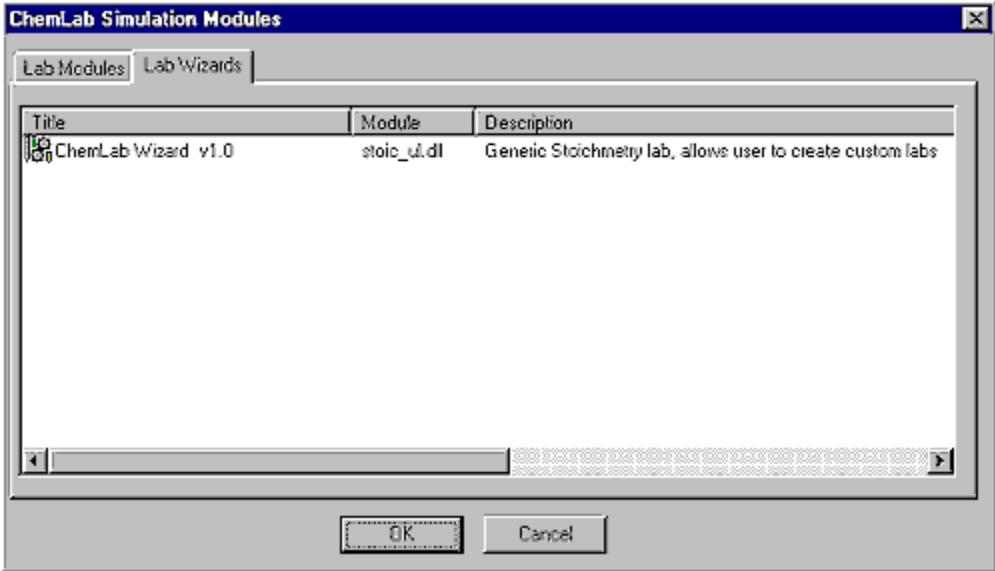 ChemLab Simulation Modules
Lab Modules Lab Wizards
Title Module Description
ChemLab Wizard v1.0 stoic_ul.dll Generic Stoichmetry lab, allows user to create custom labs
OK Cancel